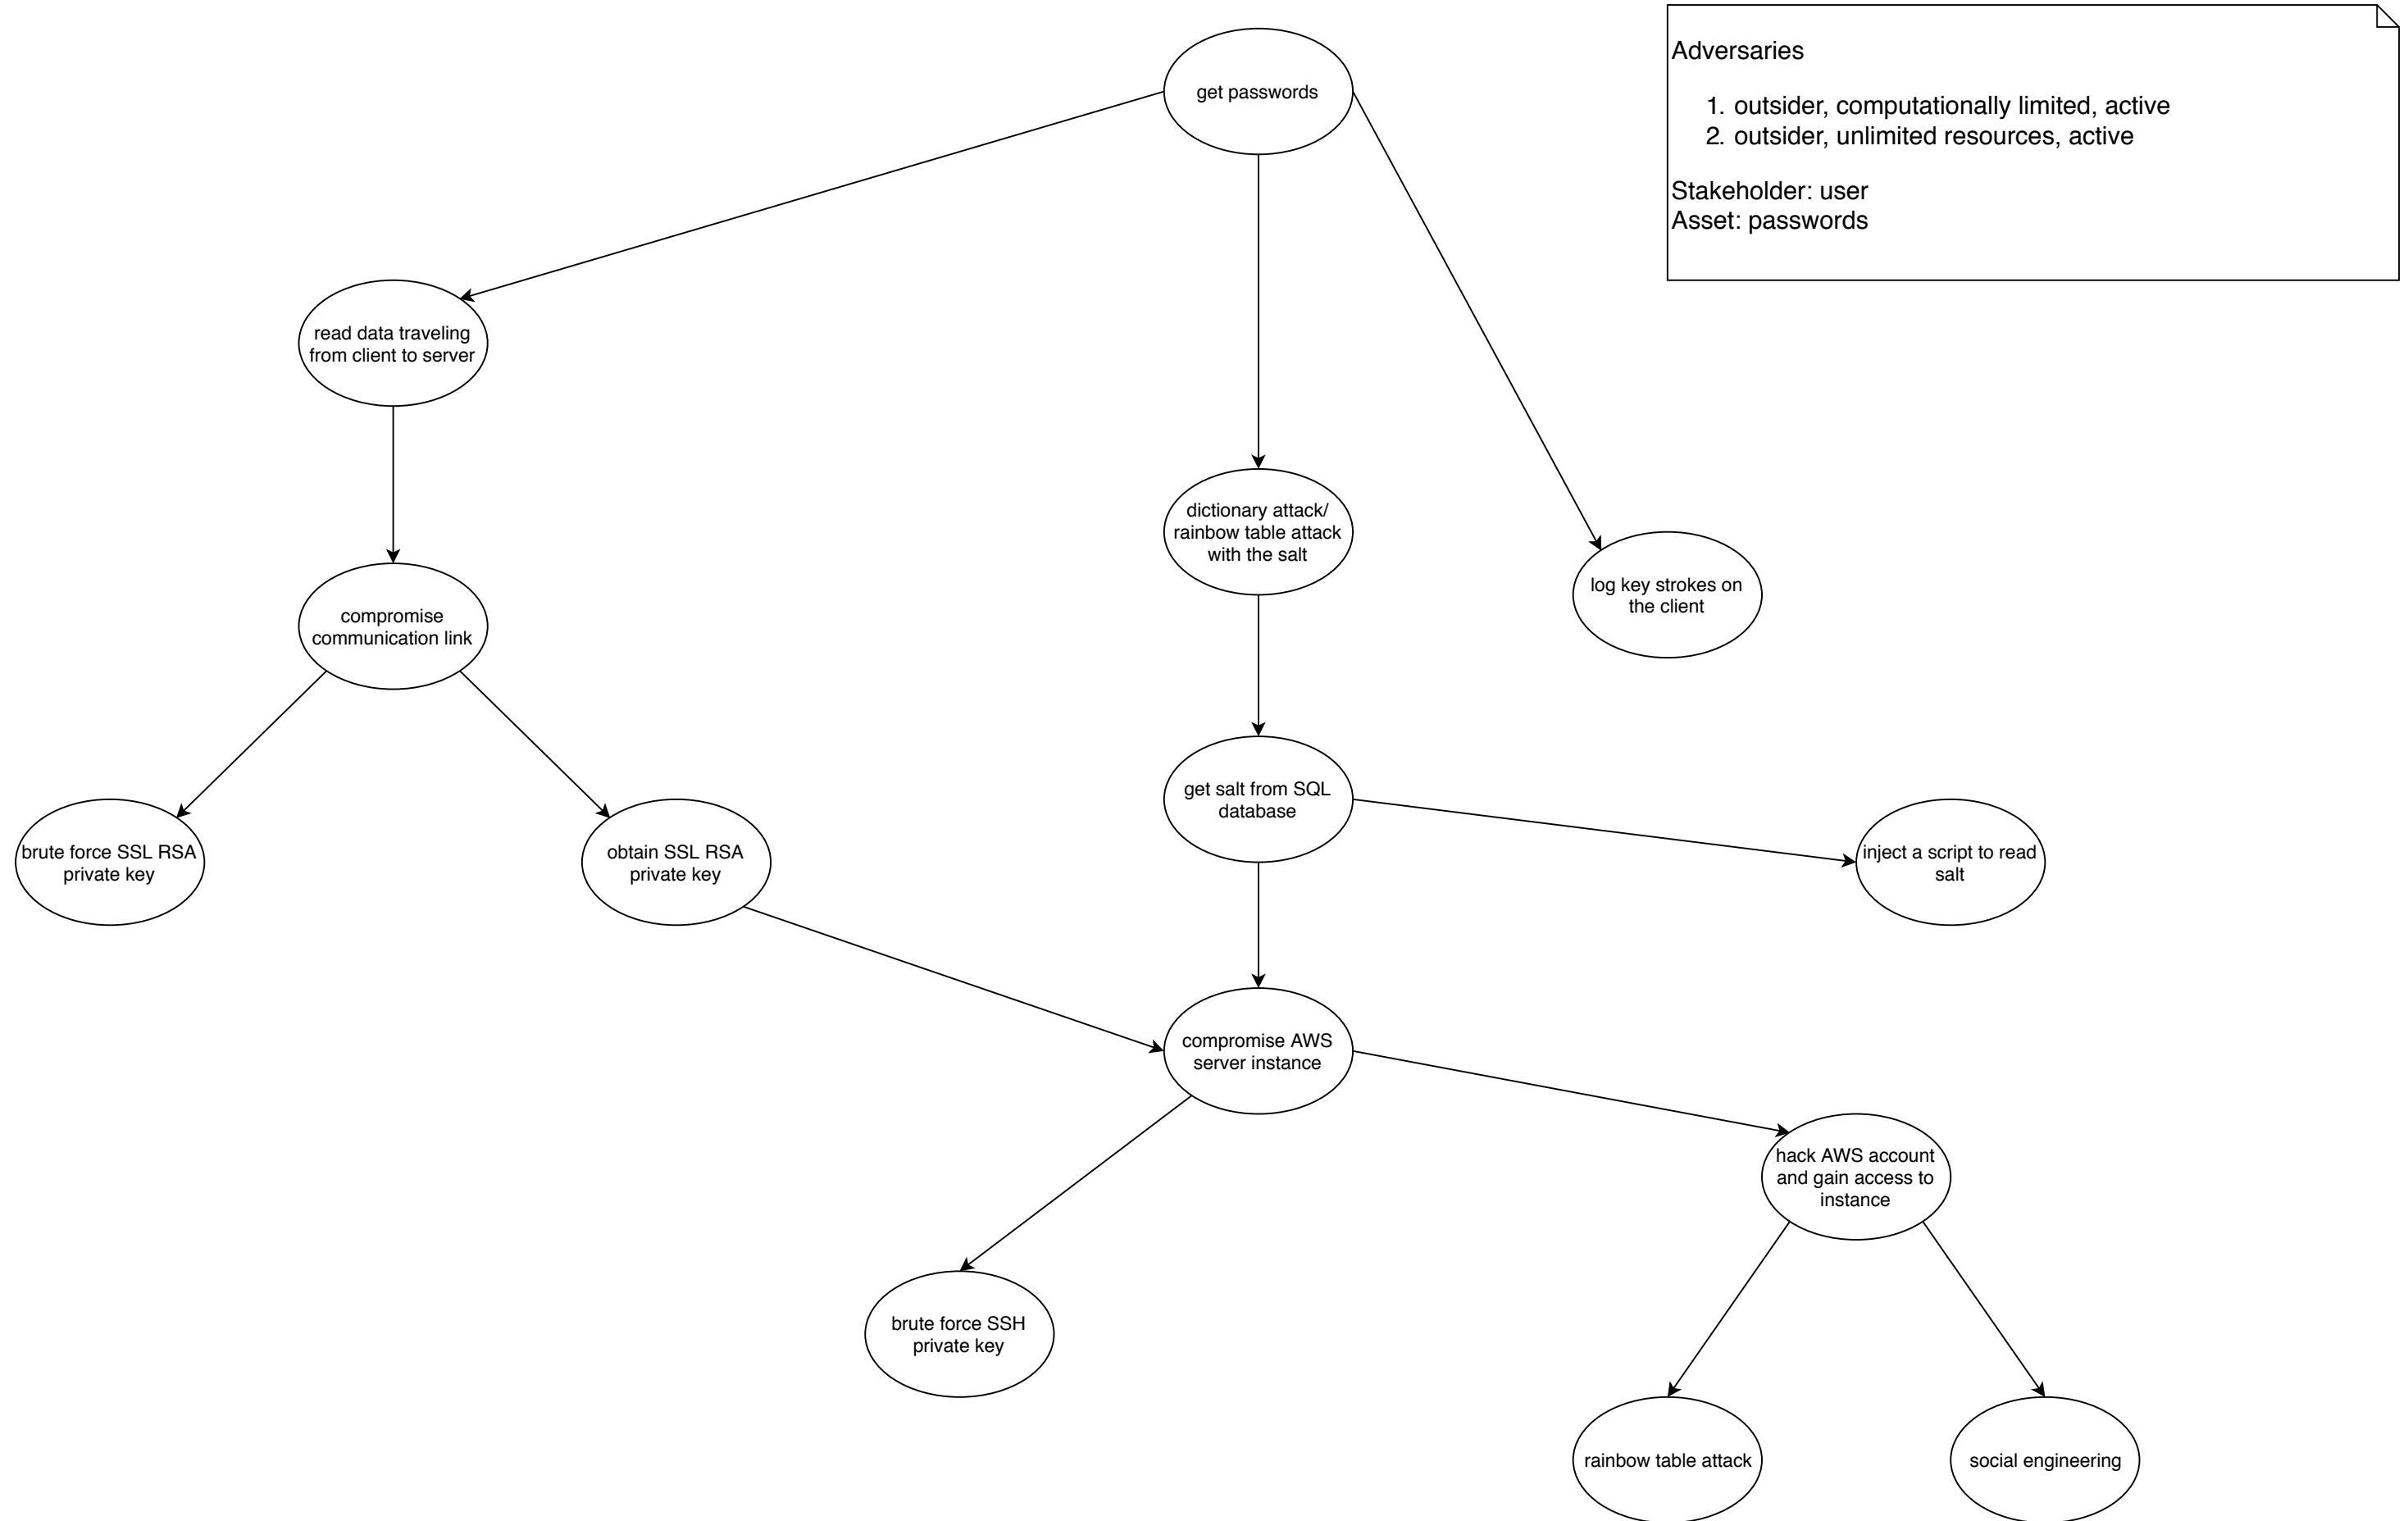 get passwords
Adversaries
1. outsider, computationally limited, active
2. outsider, unlimited resources, active
Stakeholder: user
Asset: passwords
read data traveling
from client to server
dictionary attack/
rainbow table attack
with the salt
log key strokes on
the client
compromise
communication link
get salt from SQL
database
brute force SSL RSA
private key
obtain SSL RSA
private key
inject a script to read
salt
compromise AWS
server instance
hack AWS account
and gain access to
instance
brute force SSH
private key
rainbow table attack
social engineering